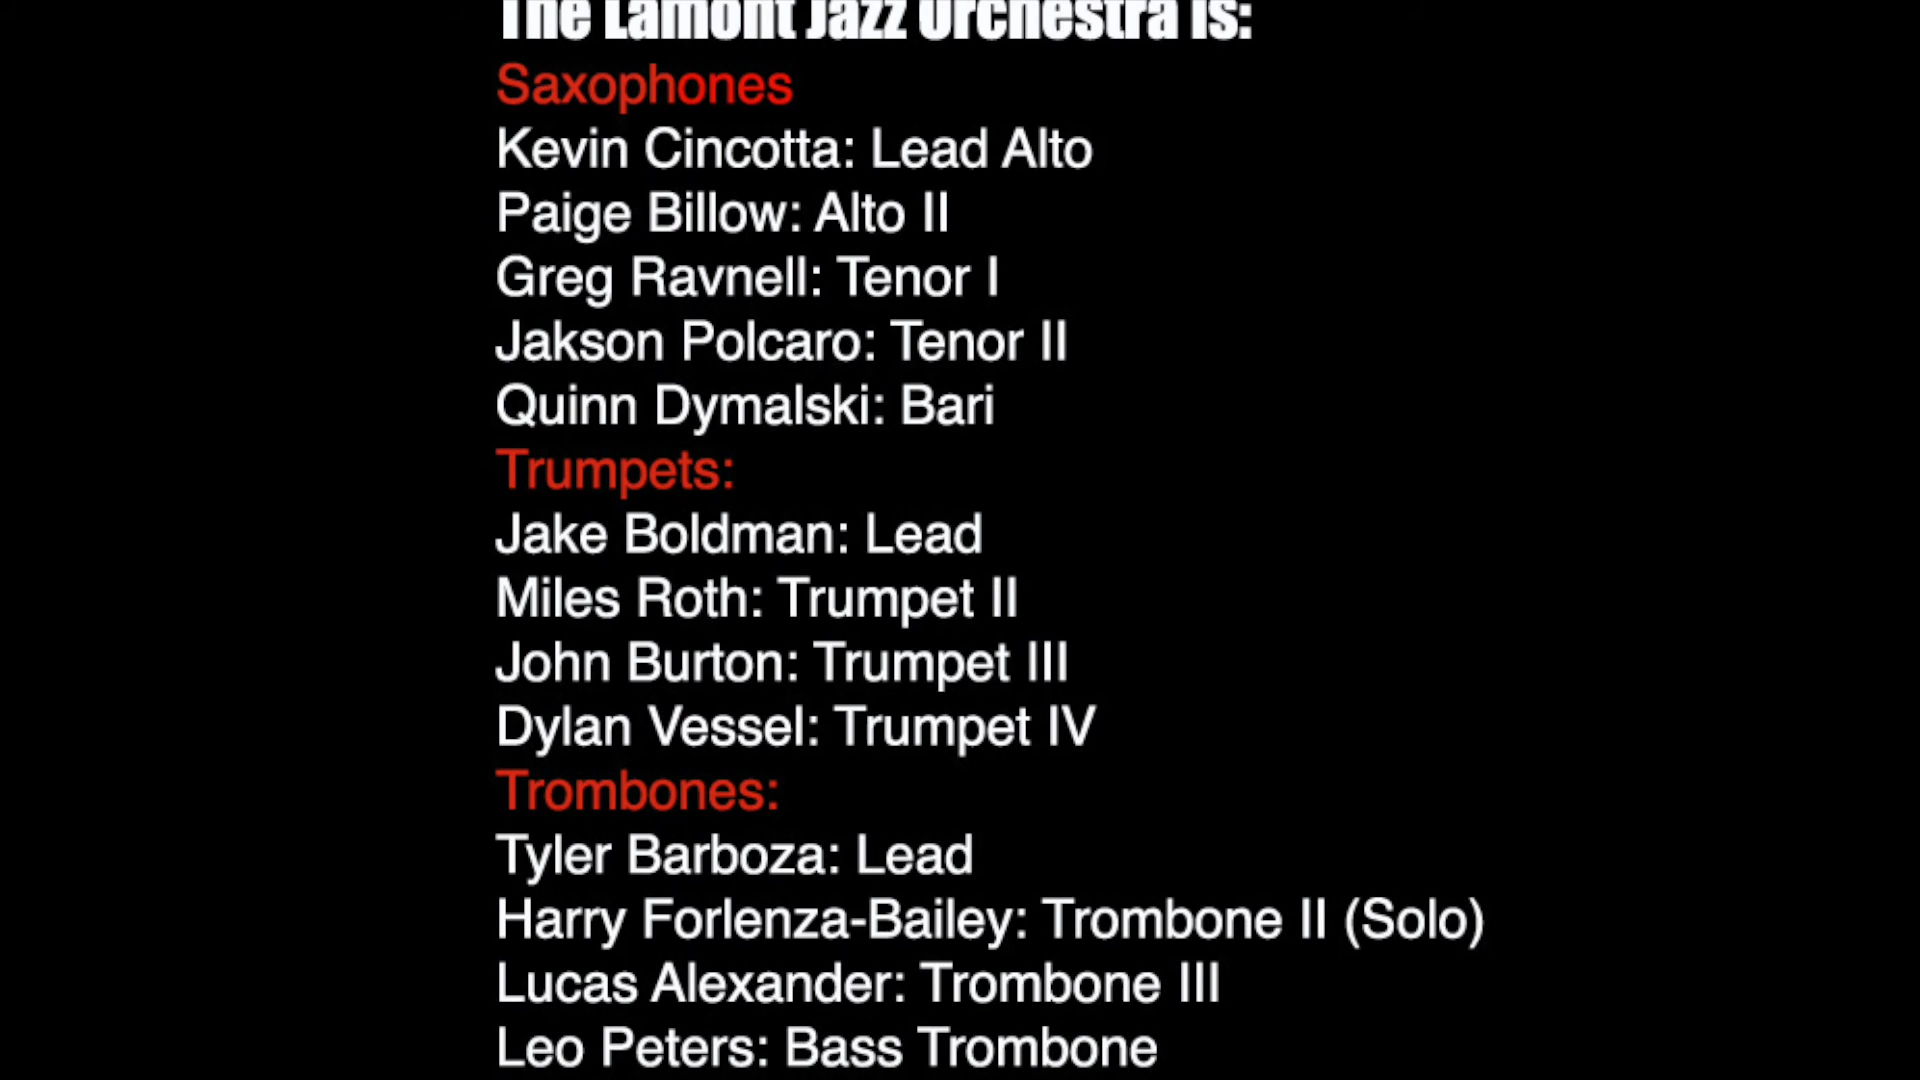 The Lamont Jazz Orchestra is:
Saxophones
Kevin Cincotta: Lead Alto
Paige Billow: Alto II
Greg Ravnell: Tenor I
Jakson Polcaro: Tenor II
Quinn Dymalski: Bari
Trumpets:
Jake Boldman: Lead
Miles Roth: Trumpet II
John Burton: Trumpet III
Dylan Vessel: Trumpet IV
Trombones:
Tyler Barboza: Lead
Harry Forlenza-Bailey: Trombone II (Solo)
Lucas Alexander: Trombone III
Leo Peters: Bass Trombone